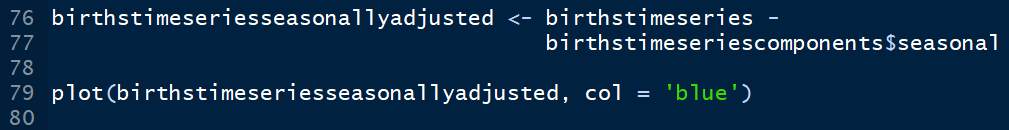 76 birthstimeseriesseasonallyadjusted <- birthstimeseries -
77 birthstimeseriescomponents$seasonal
78
79 plot(birthstimeseriesseasonallyadjusted, col = 'blue')
80